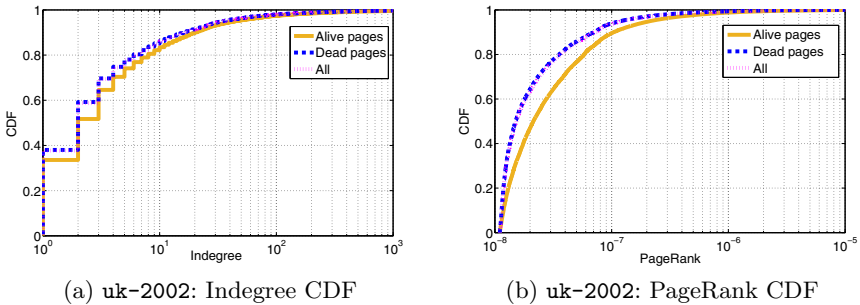 1
0.8
0.6
0.4
0.2
0
CDF
10^0
10^1
10^2
10^3
Indegree
Alive pages
Dead pages
All
(a) uk-2002: Indegree CDF
1
0.8
0.6
0.4
0.2
0
CDF
10^-8
10^-7
10^-6
10^-5
PageRank
Alive pages
Dead pages
All
(b) uk-2002: PageRank CDF